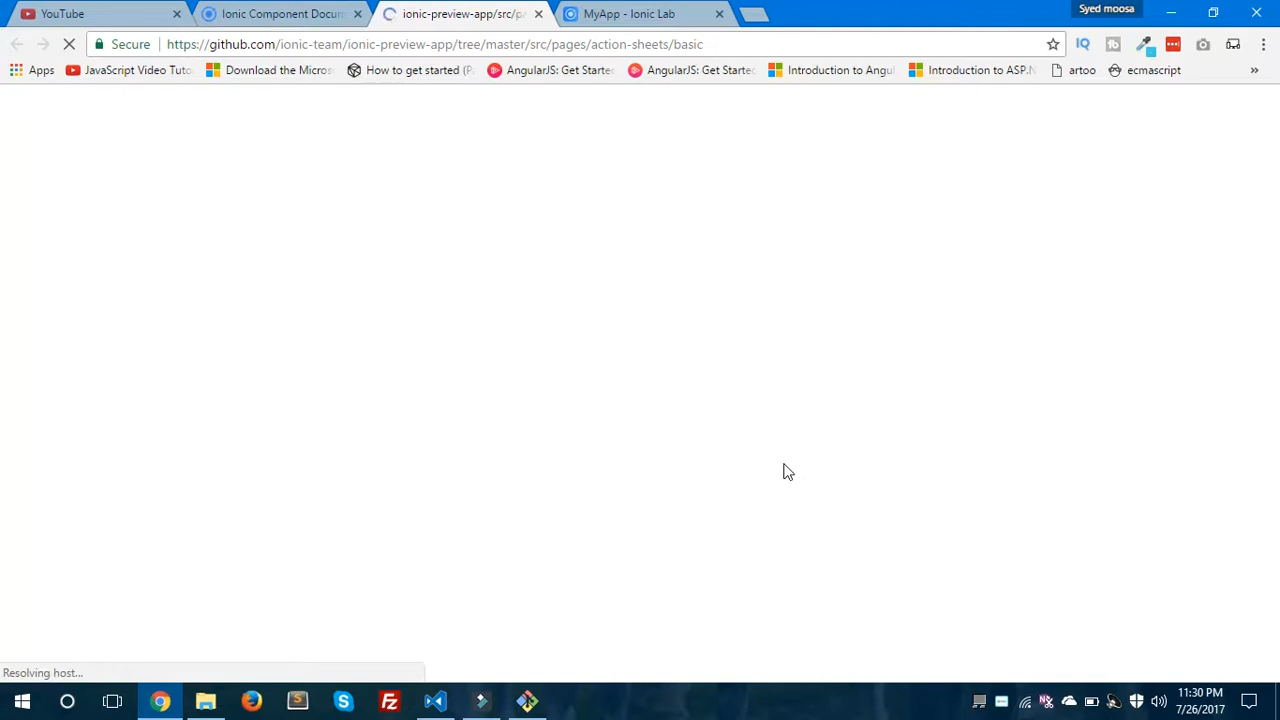 YouTube
Ionic Component Docum
ionic-preview-app/src/pa
MyApp - Ionic Lab
Syed moosa
Secure
https://github.com/ionic-team/ionic-preview-app/tree/master/src/pages/action-sheets/basic
Apps
JavaScript Video Tuto
Download the Micros
How to get started (P
AngularJS: Get Starte
AngularJS: Get Starte
Introduction to Angul
Introduction to ASP.N
artoo
ecmascript
Resolving host...
11:30 PM
7/26/2017